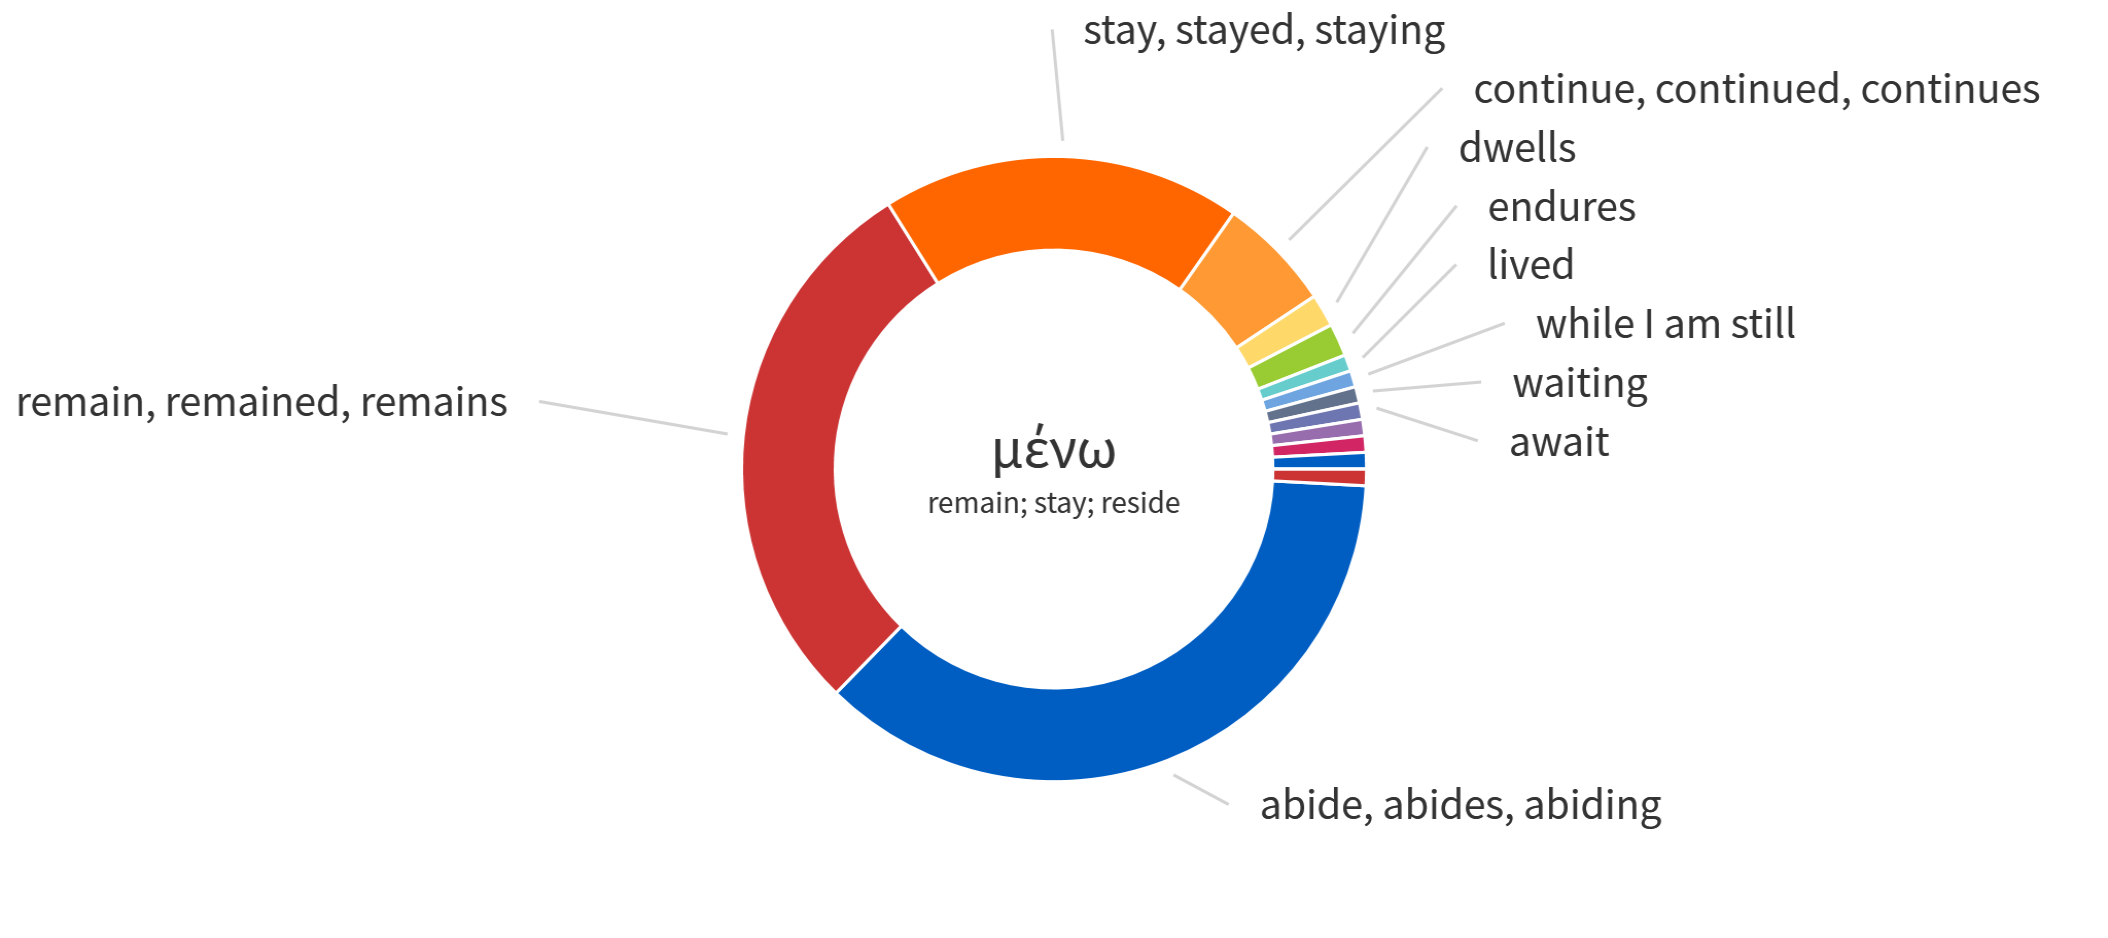 stay, stayed, staying
continue, continued, continues
dwells
endures
lived
while I am still
waiting
await
remain, remained, remains
μένω
remain; stay; reside
abide, abides, abiding